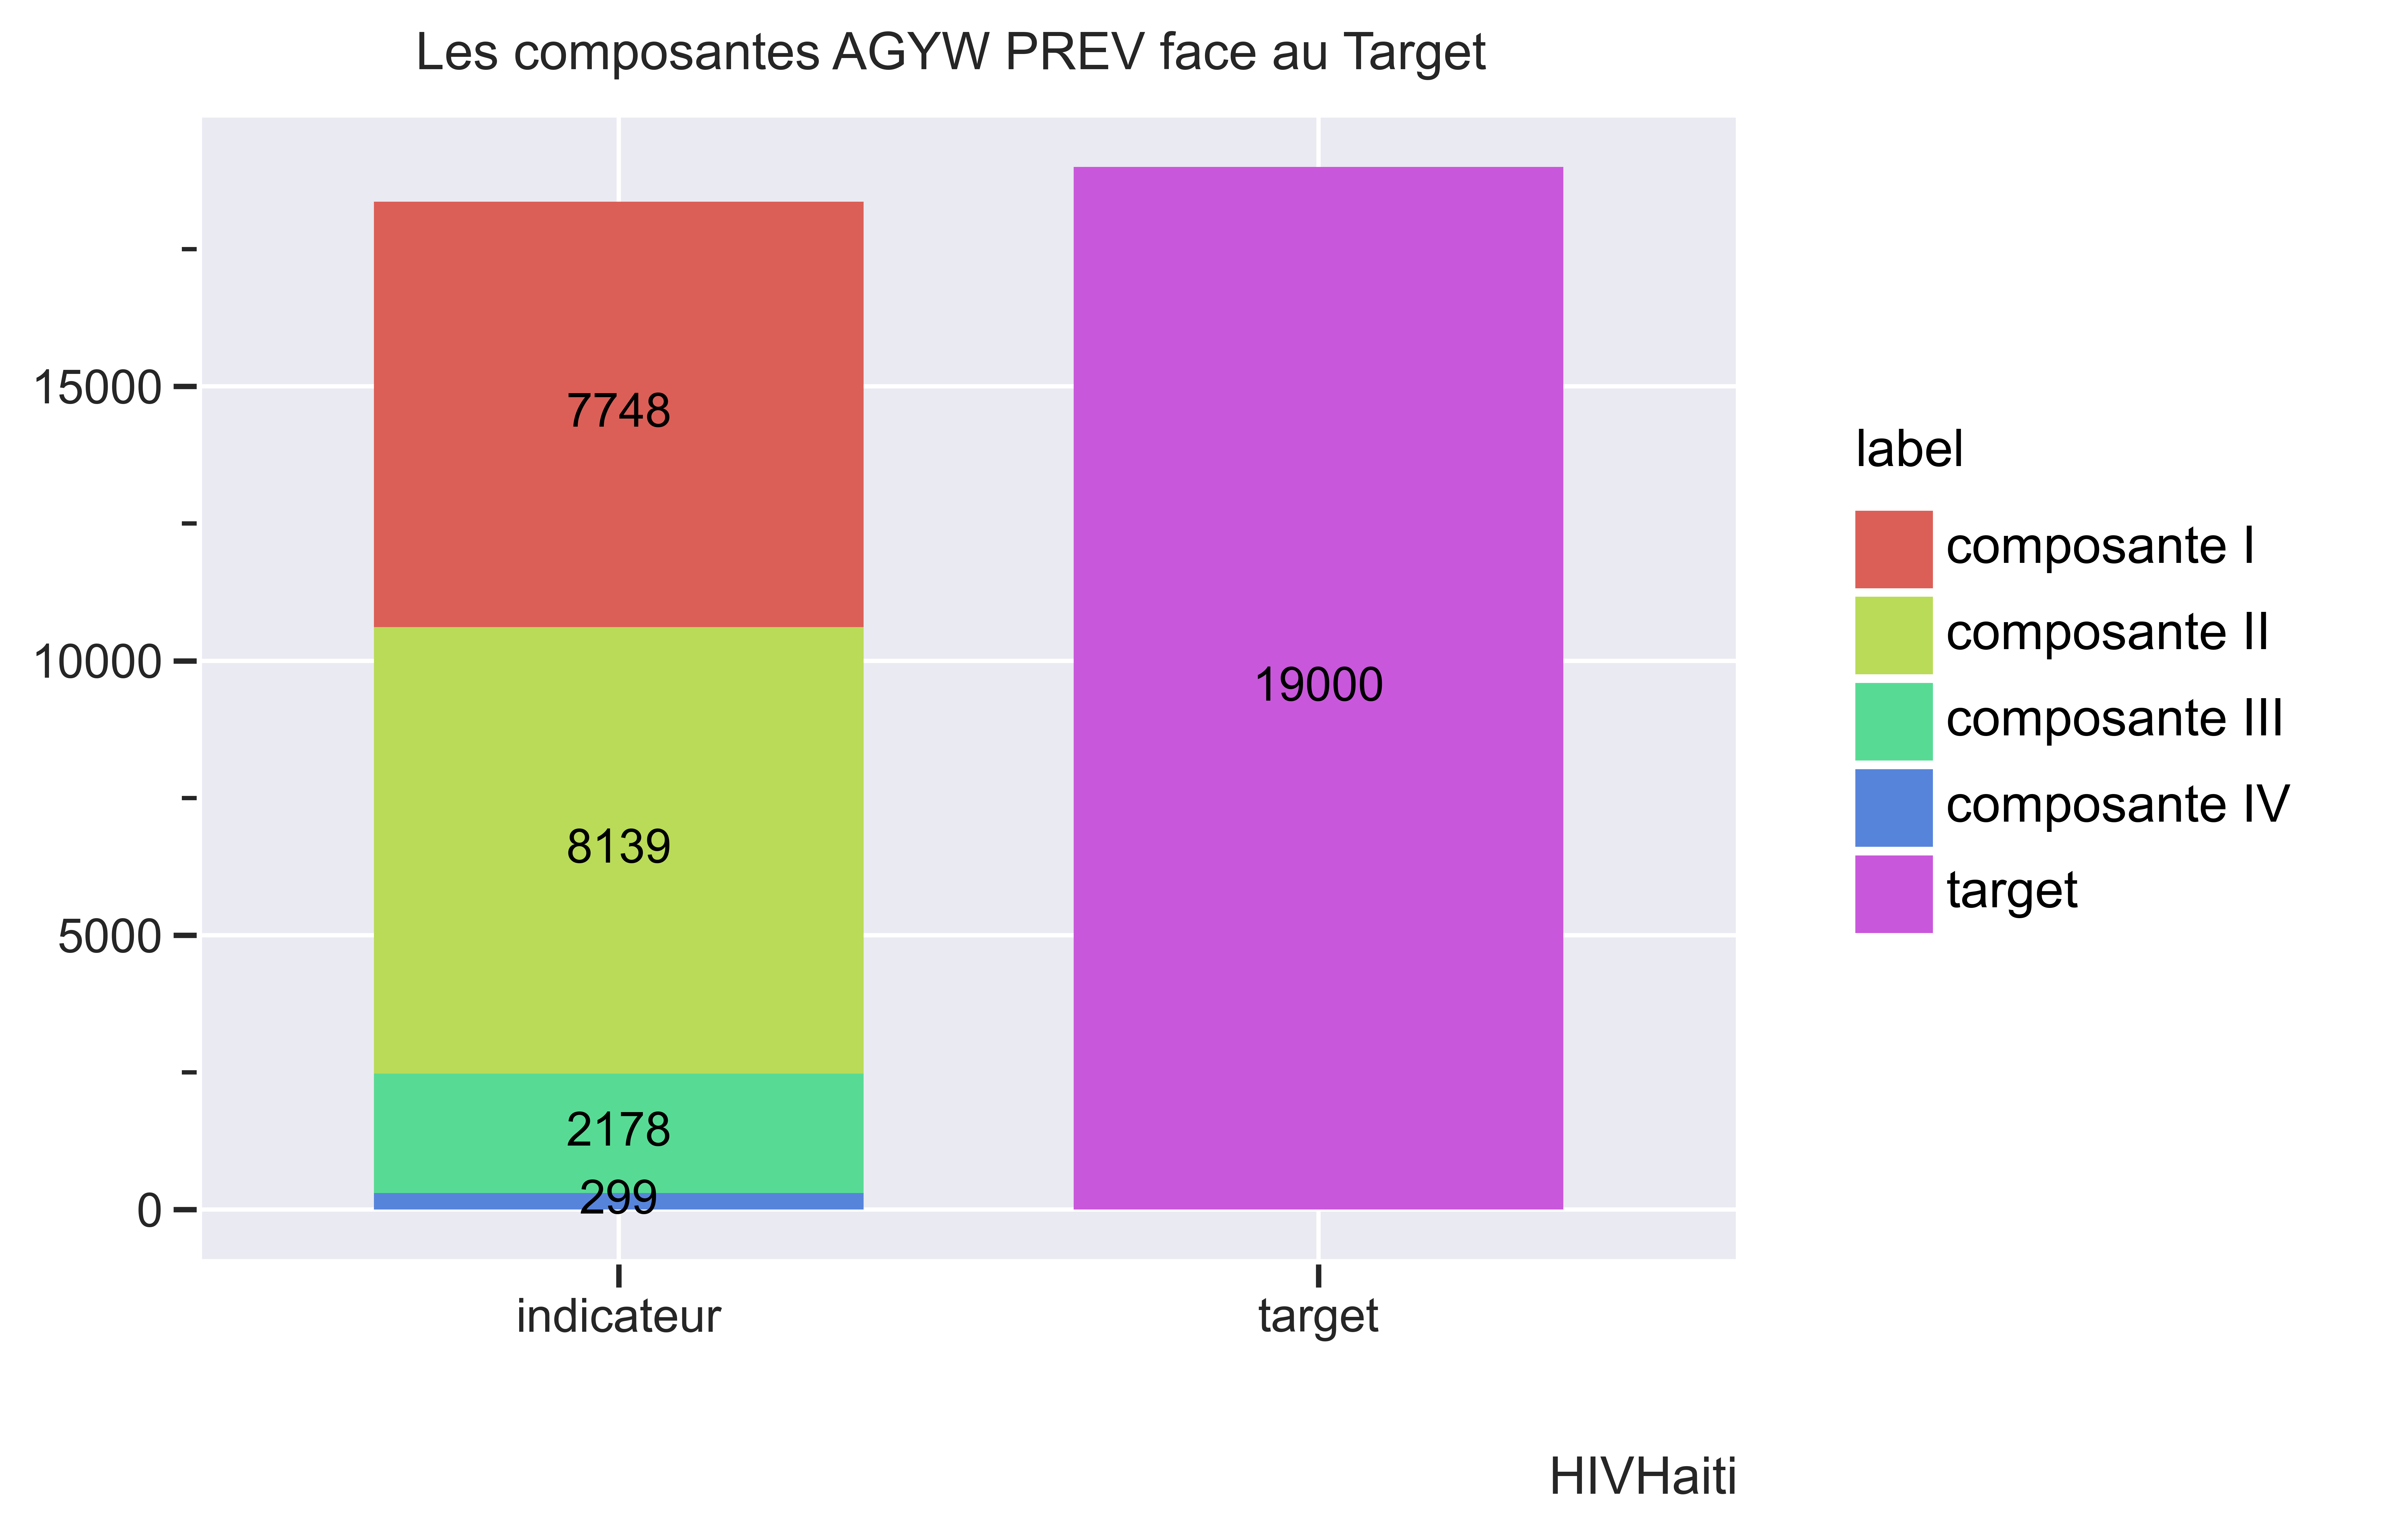 Les composantes AGYW PREV face au Target
15000
10000
5000
0
7748
8139
2178
299
19000
indicateur
target
label
composante I
composante II
composante III
composante IV
target
HIVHaiti